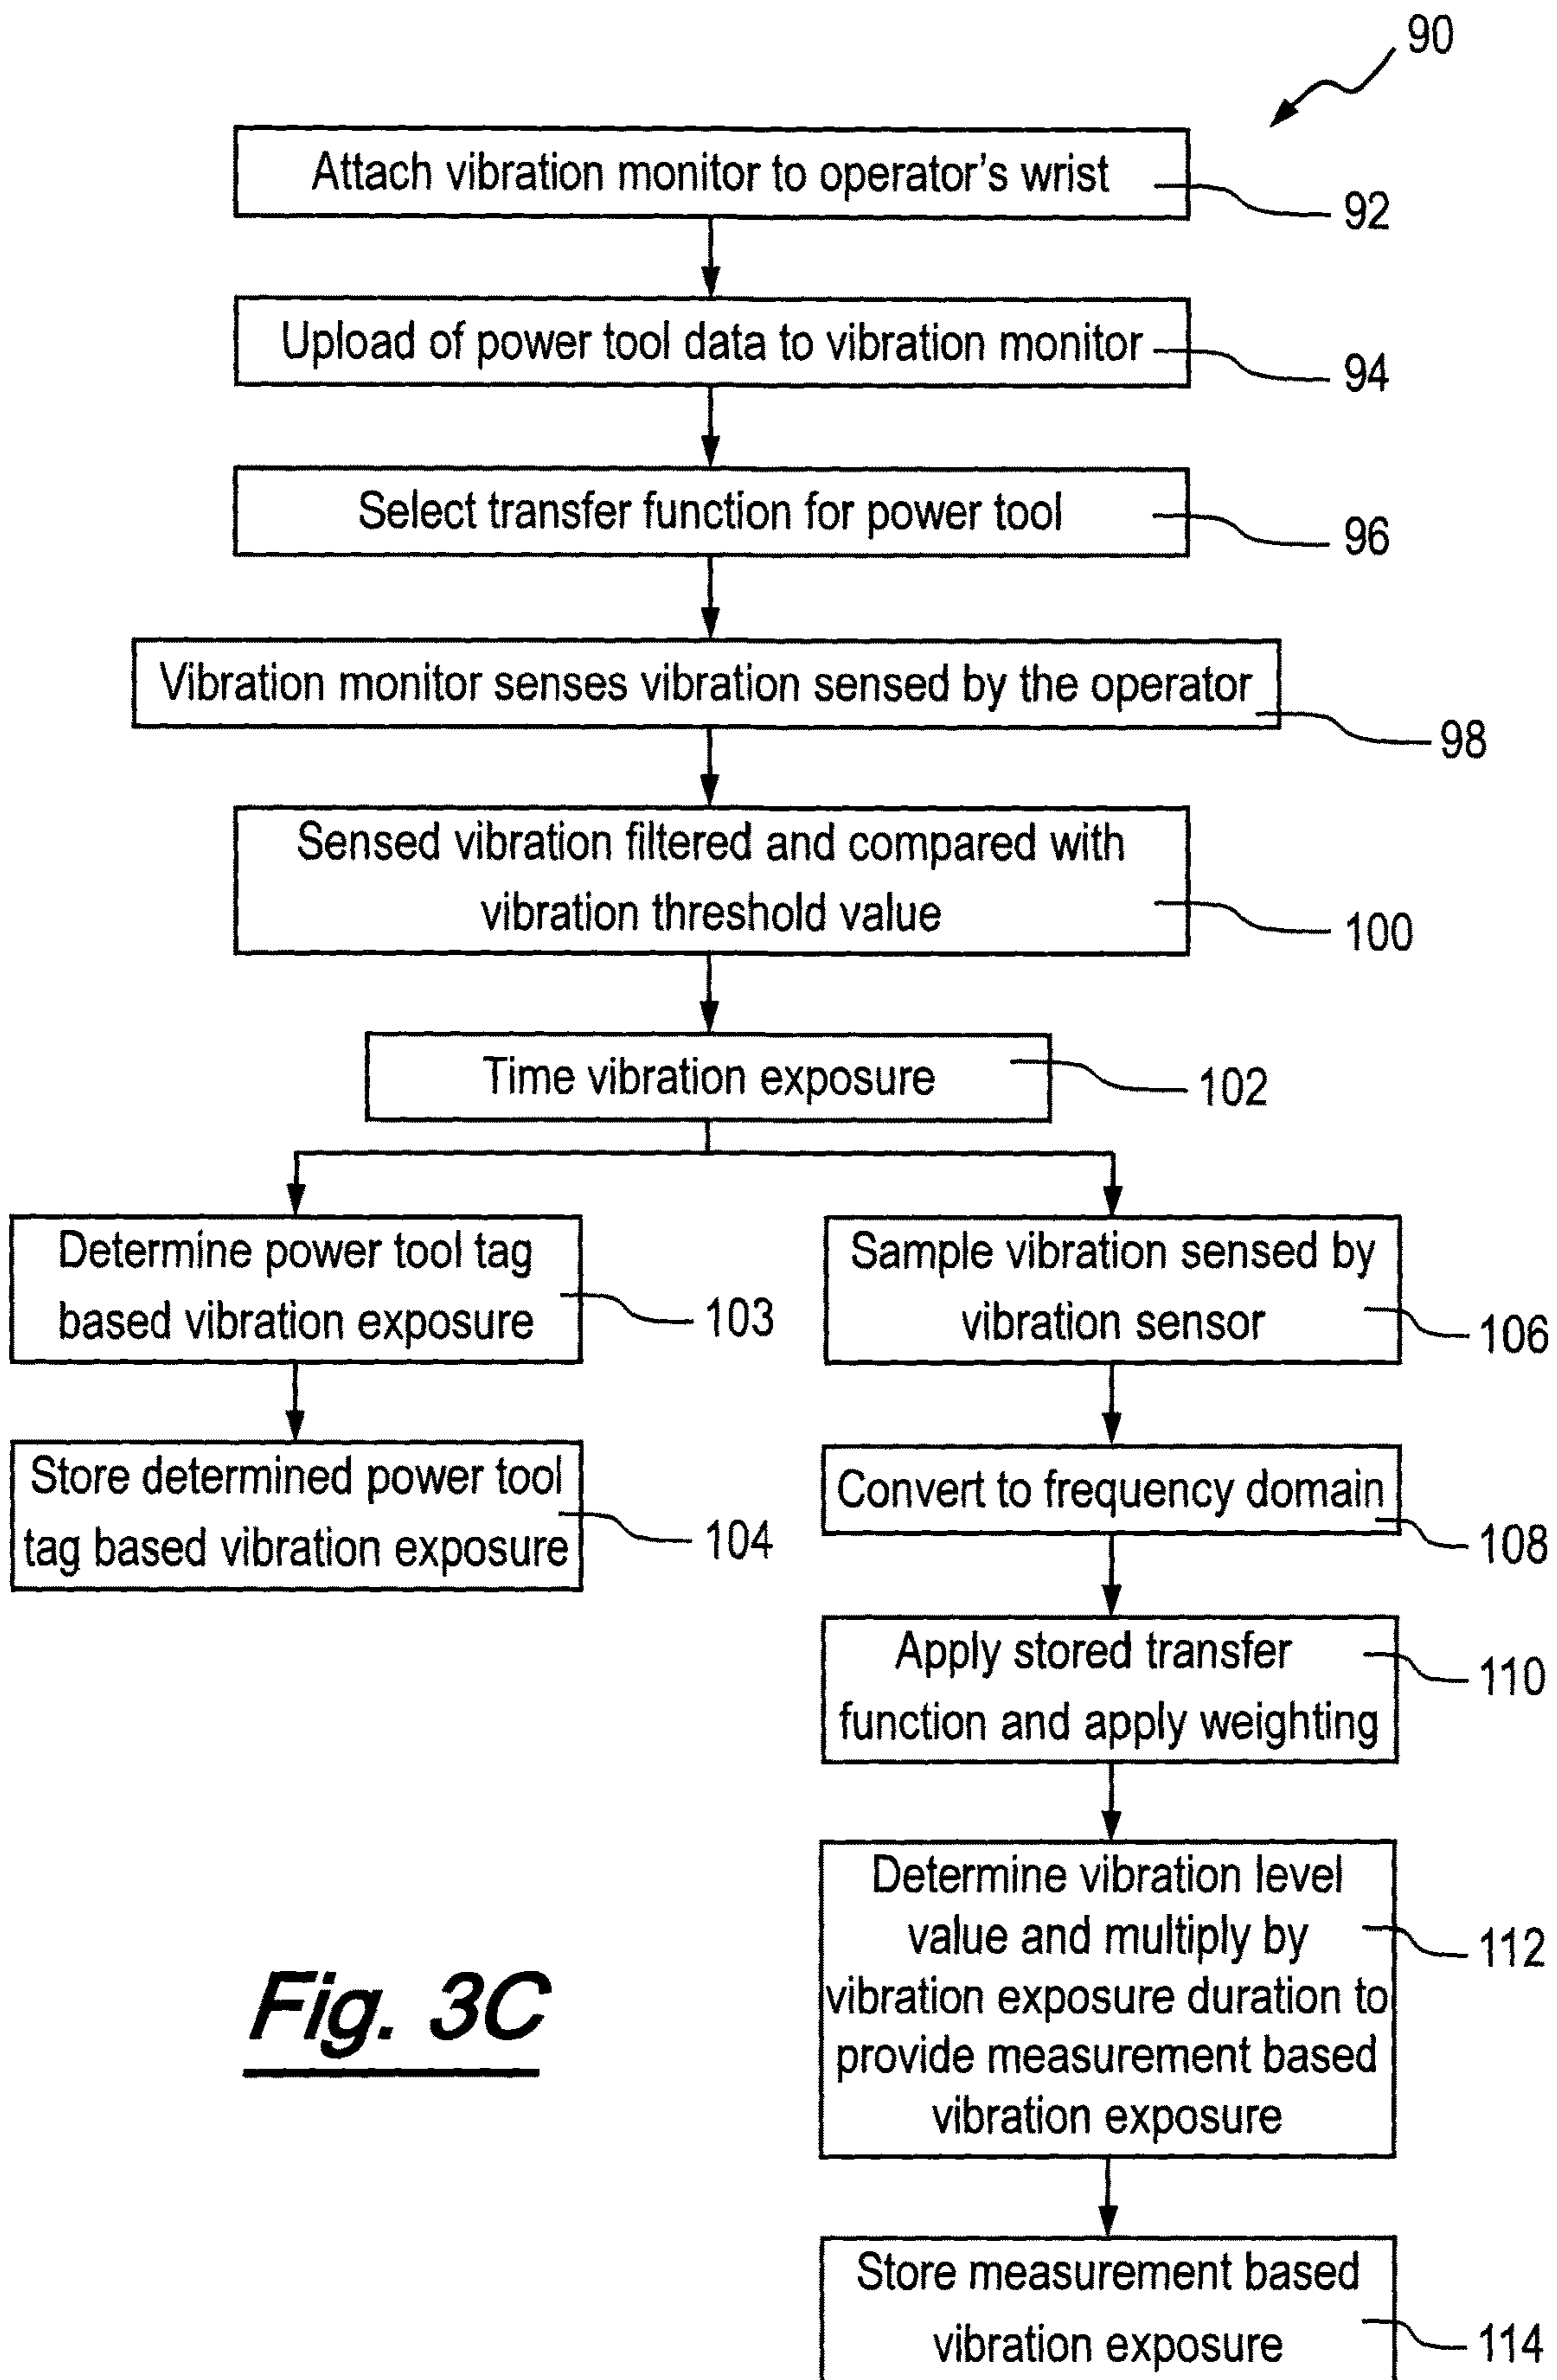 90
Attach vibration monitor to operator's wrist
92
Upload of power tool data to vibration monitor
94
Select transfer function for power tool
96
Vibration monitor senses vibration sensed by the operator
98
Sensed vibration filtered and compared with
vibration threshold value
100
Time vibration exposure
102
Determine power tool tag
based vibration exposure
103
Store determined power tool
tag based vibration exposure
104
Sample vibration sensed by
vibration sensor
106
Convert to frequency domain
108
Apply stored transfer
function and apply weighting
110
Determine vibration level
value and multiply by
vibration exposure duration to
provide measurement based
vibration exposure
112
Store measurement based
vibration exposure
114
Fig. 3C